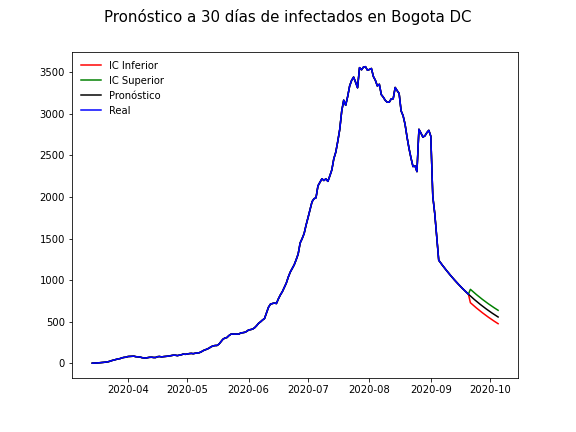 Pronóstico a 30 días de infectados en Bogota DC
IC Inferior
IC Superior
Pronóstico
Real
3500
3000
2500
2000
1500
1000
500
0
2020-04 2020-05 2020-06 2020-07 2020-08 2020-09 2020-10